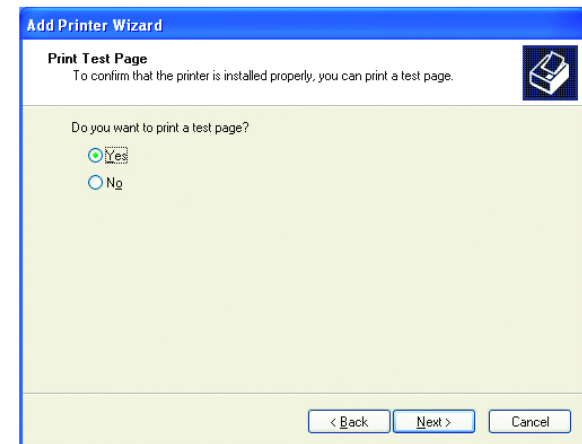 Add Printer Wizard
Print Test Page
To confirm that the printer is installed properly, you can print a test page.
Do you want to print a test page?
Yes
No
< Back
Next >
Cancel